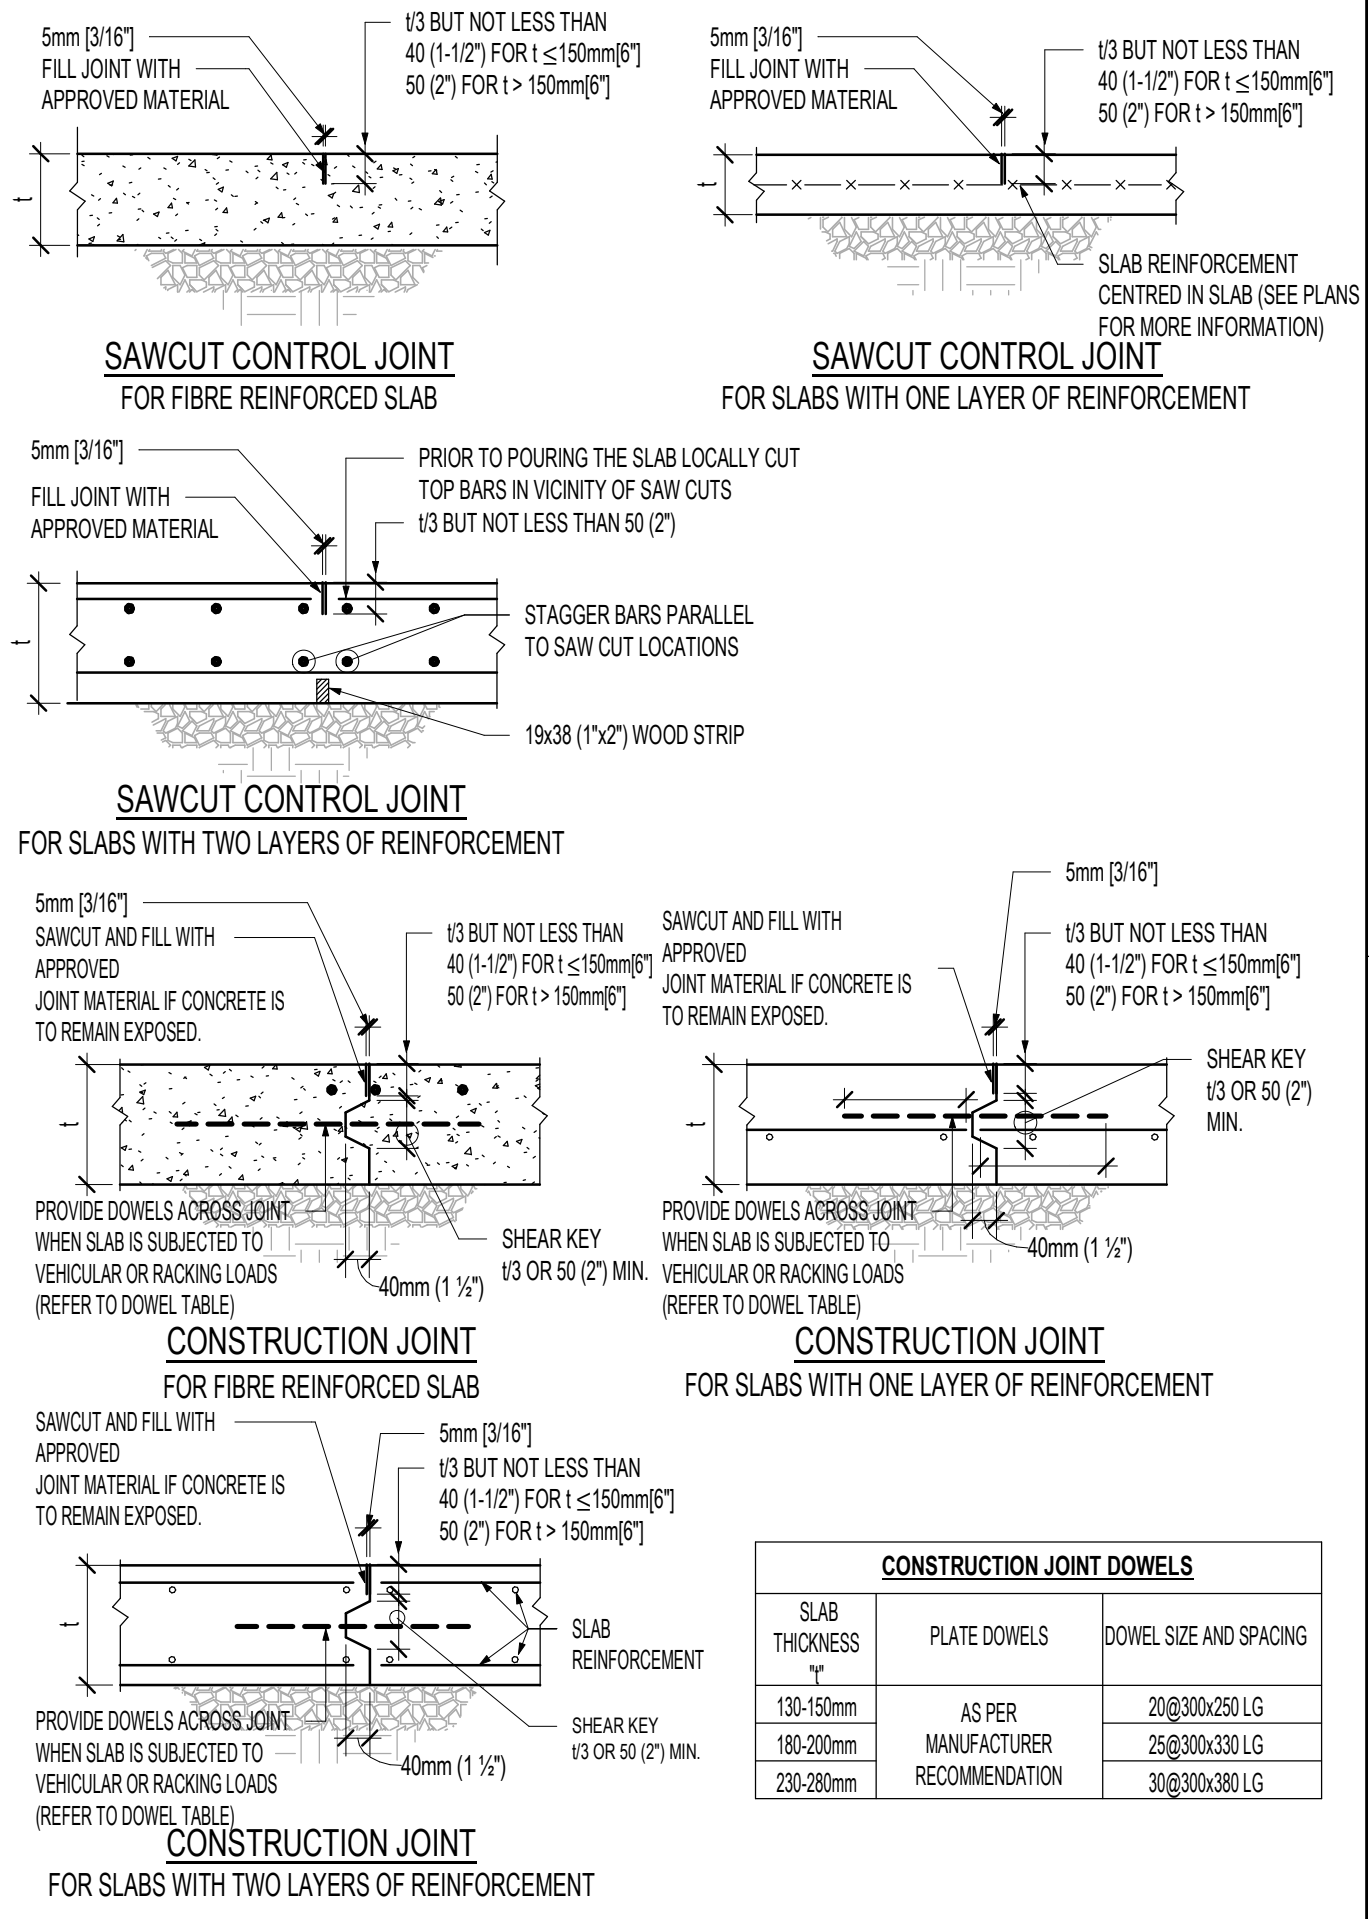 5mm [3/16"]
FILL JOINT WITH
APPROVED MATERIAL
t/3 BUT NOT LESS THAN
40 (1-1/2") FOR t ≤150mm[6"]
50 (2") FOR t > 150mm[6"]
t
SAWCUT CONTROL JOINT
FOR FIBRE REINFORCED SLAB
5mm [3/16"]
FILL JOINT WITH
APPROVED MATERIAL
t/3 BUT NOT LESS THAN
40 (1-1/2") FOR t ≤150mm[6"]
50 (2") FOR t > 150mm[6"]
t
SLAB REINFORCEMENT
CENTRED IN SLAB (SEE PLANS
FOR MORE INFORMATION)
SAWCUT CONTROL JOINT
FOR SLABS WITH ONE LAYER OF REINFORCEMENT
5mm [3/16"]
FILL JOINT WITH
APPROVED MATERIAL
PRIOR TO POURING THE SLAB LOCALLY CUT
TOP BARS IN VICINITY OF SAW CUTS
t/3 BUT NOT LESS THAN 50 (2")
t
STAGGER BARS PARALLEL
TO SAW CUT LOCATIONS
19x38 (1"x2") WOOD STRIP
SAWCUT CONTROL JOINT
FOR SLABS WITH TWO LAYERS OF REINFORCEMENT
5mm [3/16"]
SAWCUT AND FILL WITH
APPROVED
JOINT MATERIAL IF CONCRETE IS
TO REMAIN EXPOSED.
t/3 BUT NOT LESS THAN
40 (1-1/2") FOR t ≤150mm[6"]
50 (2") FOR t > 150mm[6"]
t
PROVIDE DOWELS ACROSS JOINT
WHEN SLAB IS SUBJECTED TO
VEHICULAR OR RACKING LOADS
(REFER TO DOWEL TABLE)
SHEAR KEY
t/3 OR 50 (2") MIN.
40mm (1 ½")
CONSTRUCTION JOINT
FOR FIBRE REINFORCED SLAB
5mm [3/16"]
SAWCUT AND FILL WITH
APPROVED
JOINT MATERIAL IF CONCRETE IS
TO REMAIN EXPOSED.
t/3 BUT NOT LESS THAN
40 (1-1/2") FOR t ≤150mm[6"]
50 (2") FOR t > 150mm[6"]
SHEAR KEY
t/3 OR 50 (2")
MIN.
t
PROVIDE DOWELS ACROSS JOINT
WHEN SLAB IS SUBJECTED TO
VEHICULAR OR RACKING LOADS
(REFER TO DOWEL TABLE)
40mm (1 ½")
CONSTRUCTION JOINT
FOR SLABS WITH ONE LAYER OF REINFORCEMENT
SAWCUT AND FILL WITH
APPROVED
JOINT MATERIAL IF CONCRETE IS
TO REMAIN EXPOSED.
5mm [3/16"]
t/3 BUT NOT LESS THAN
40 (1-1/2") FOR t ≤150mm[6"]
50 (2") FOR t > 150mm[6"]
t
SLAB
REINFORCEMENT
PROVIDE DOWELS ACROSS JOINT
WHEN SLAB IS SUBJECTED TO
VEHICULAR OR RACKING LOADS
(REFER TO DOWEL TABLE)
SHEAR KEY
t/3 OR 50 (2") MIN.
40mm (1 ½")
CONSTRUCTION JOINT
FOR SLABS WITH TWO LAYERS OF REINFORCEMENT
CONSTRUCTION JOINT DOWELS
SLAB
THICKNESS
"t"
PLATE DOWELS
DOWEL SIZE AND SPACING
130-150mm
180-200mm
230-280mm
AS PER
MANUFACTURER
RECOMMENDATION
20@300x250 LG
25@300x330 LG
30@300x380 LG